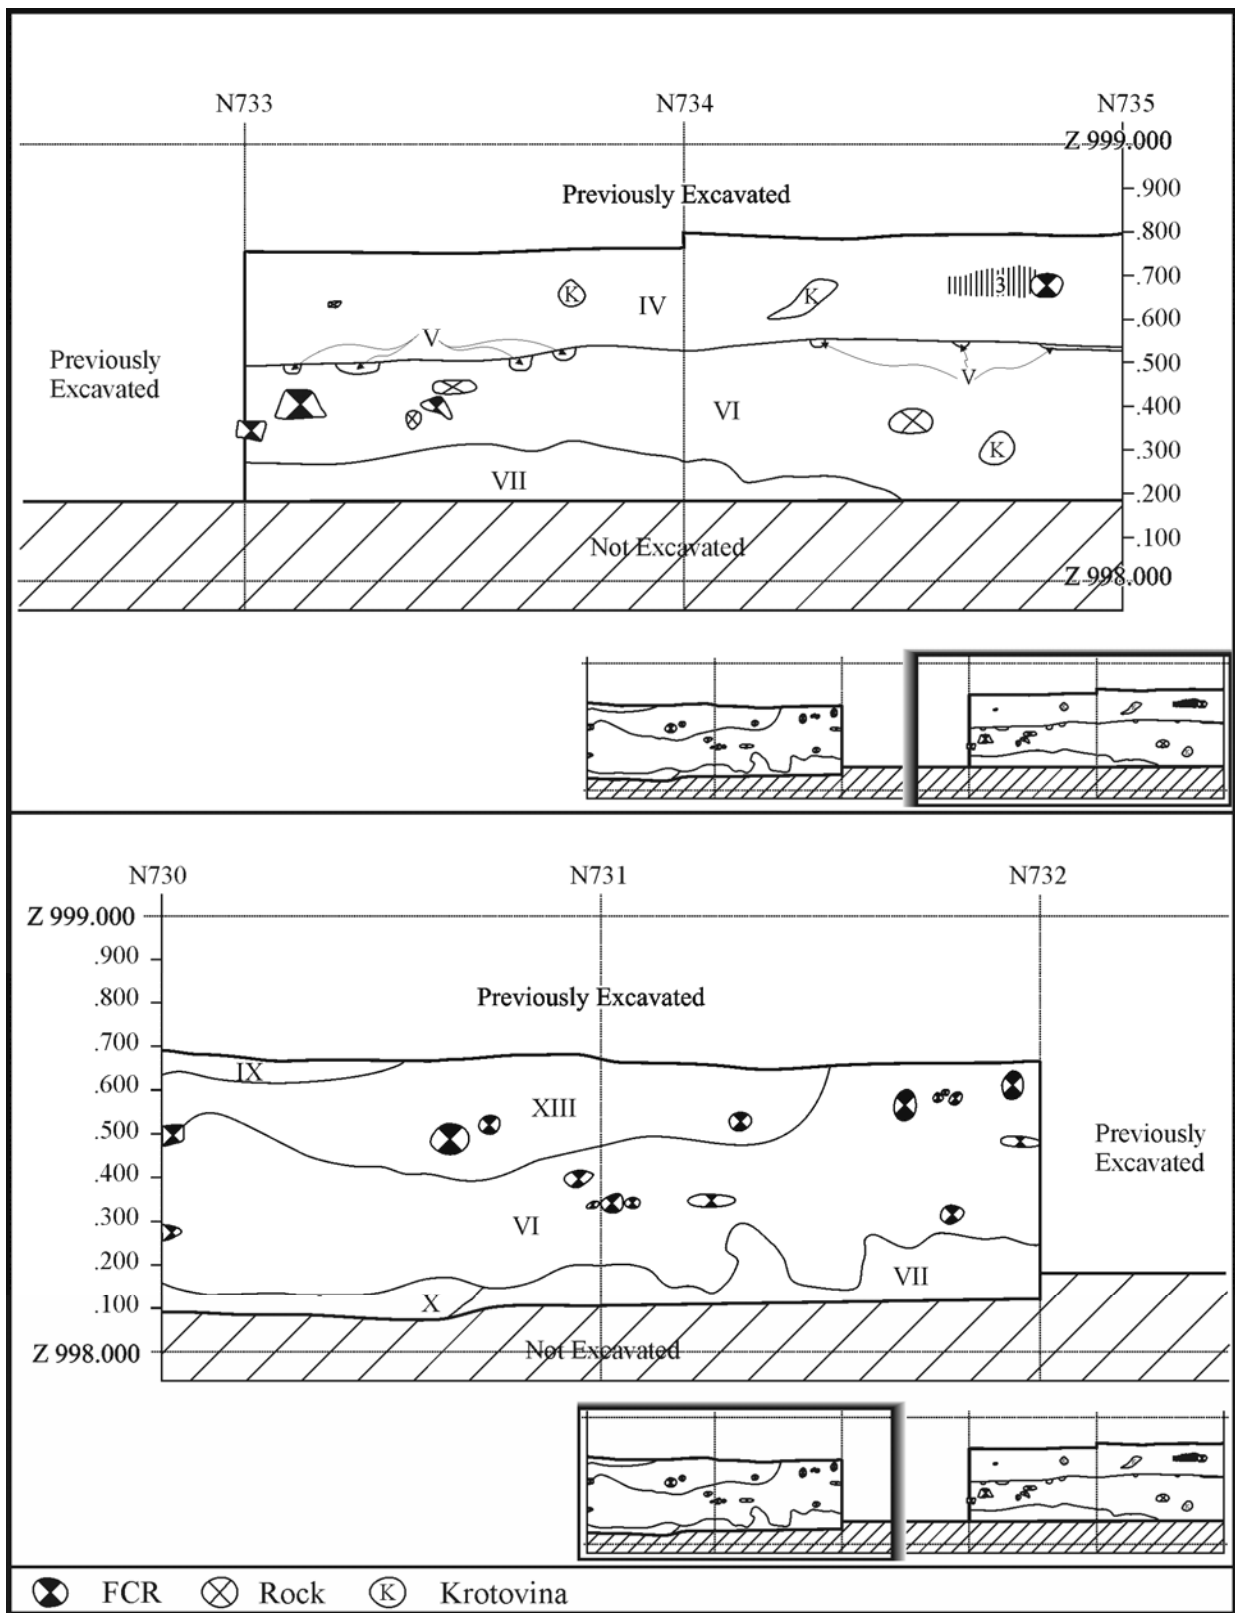 N733 N734 N735
Z 999.000
Previously Excavated
.900
.800
.700
K K 3
IV
.600
V
Previously
Excavated
.500
V
VI
.400
K
.300
VII
.200
Not Excavated
.100
Z 998.000
N730 N731 N732
Z 999.000
.900
Previously Excavated
.800
.700
IX
.600
XIII
.500
Previously
Excavated
.400
.300
VI
.200
VII
.100
X
Z 998.000
Not Excavated
FCR Rock K Krotovina